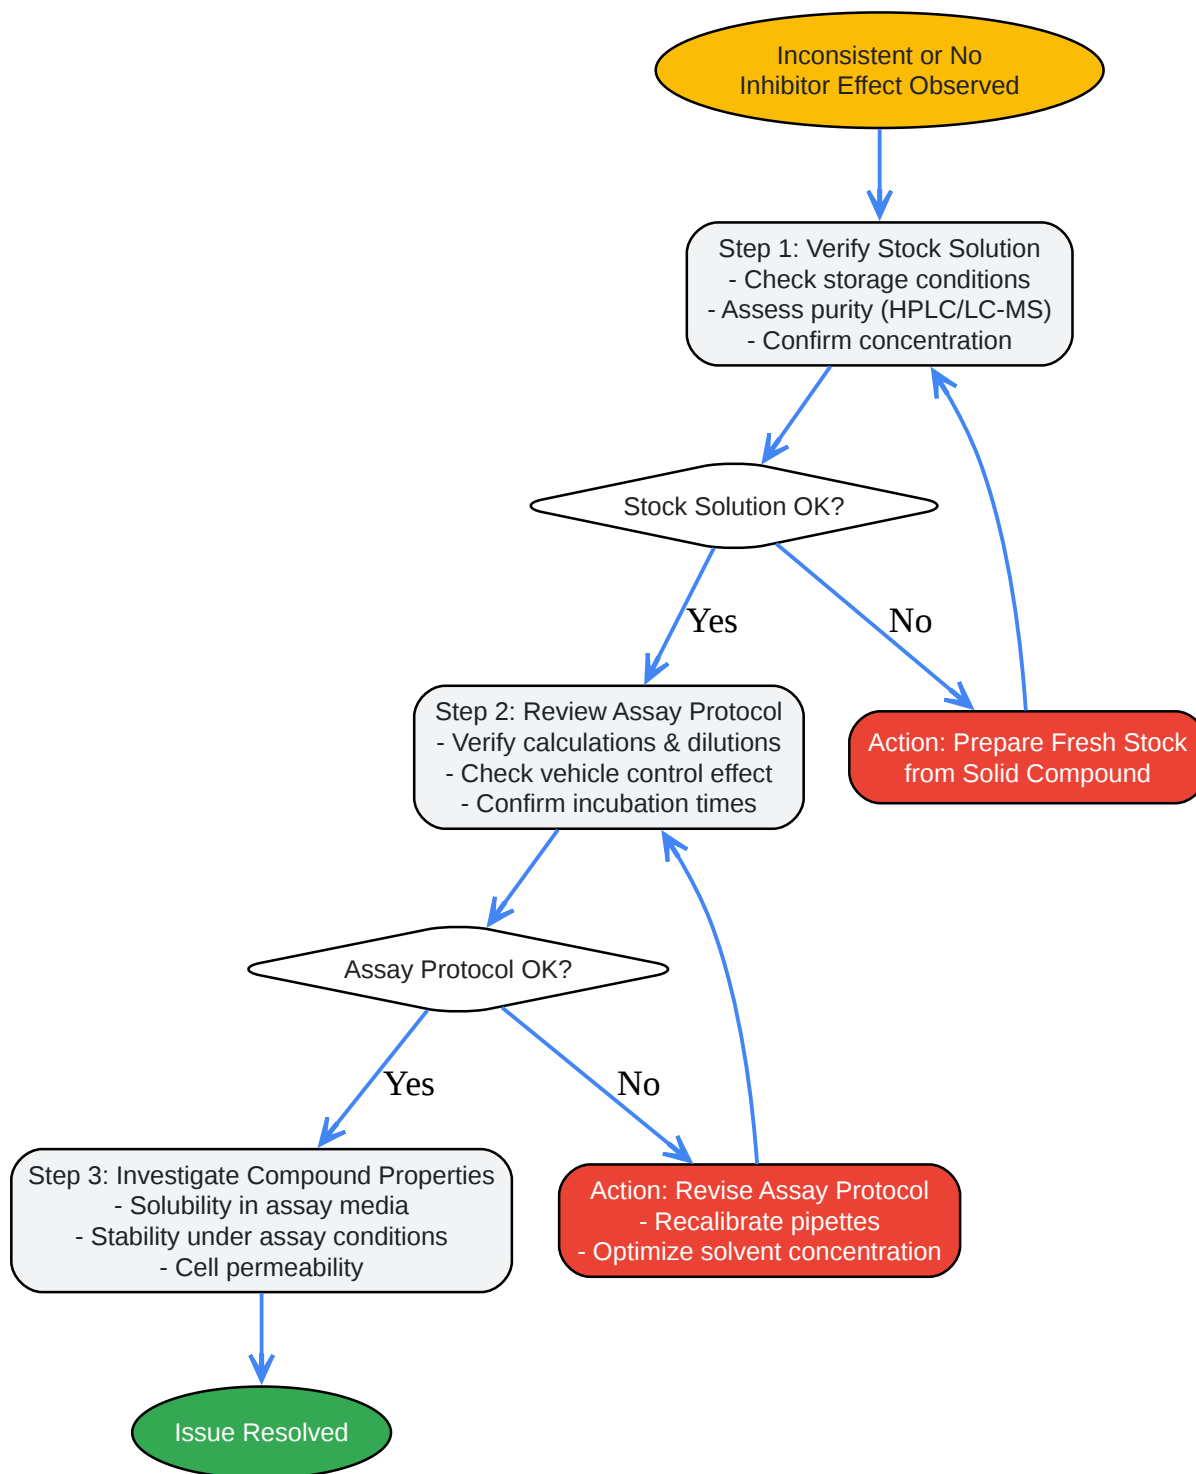 Inconsistent or No
Inhibitor Effect Observed
Step 1: Verify Stock Solution
- Check storage conditions
- Assess purity (HPLC/LC-MS)
- Confirm concentration
Stock Solution OK?
Yes
No
Step 2: Review Assay Protocol
- Verify calculations & dilutions
- Check vehicle control effect
- Confirm incubation times
Action: Prepare Fresh Stock
from Solid Compound
Assay Protocol OK?
Yes
No
Step 3: Investigate Compound Properties
- Solubility in assay media
- Stability under assay conditions
- Cell permeability
Action: Revise Assay Protocol
- Recalibrate pipettes
- Optimize solvent concentration
Issue Resolved